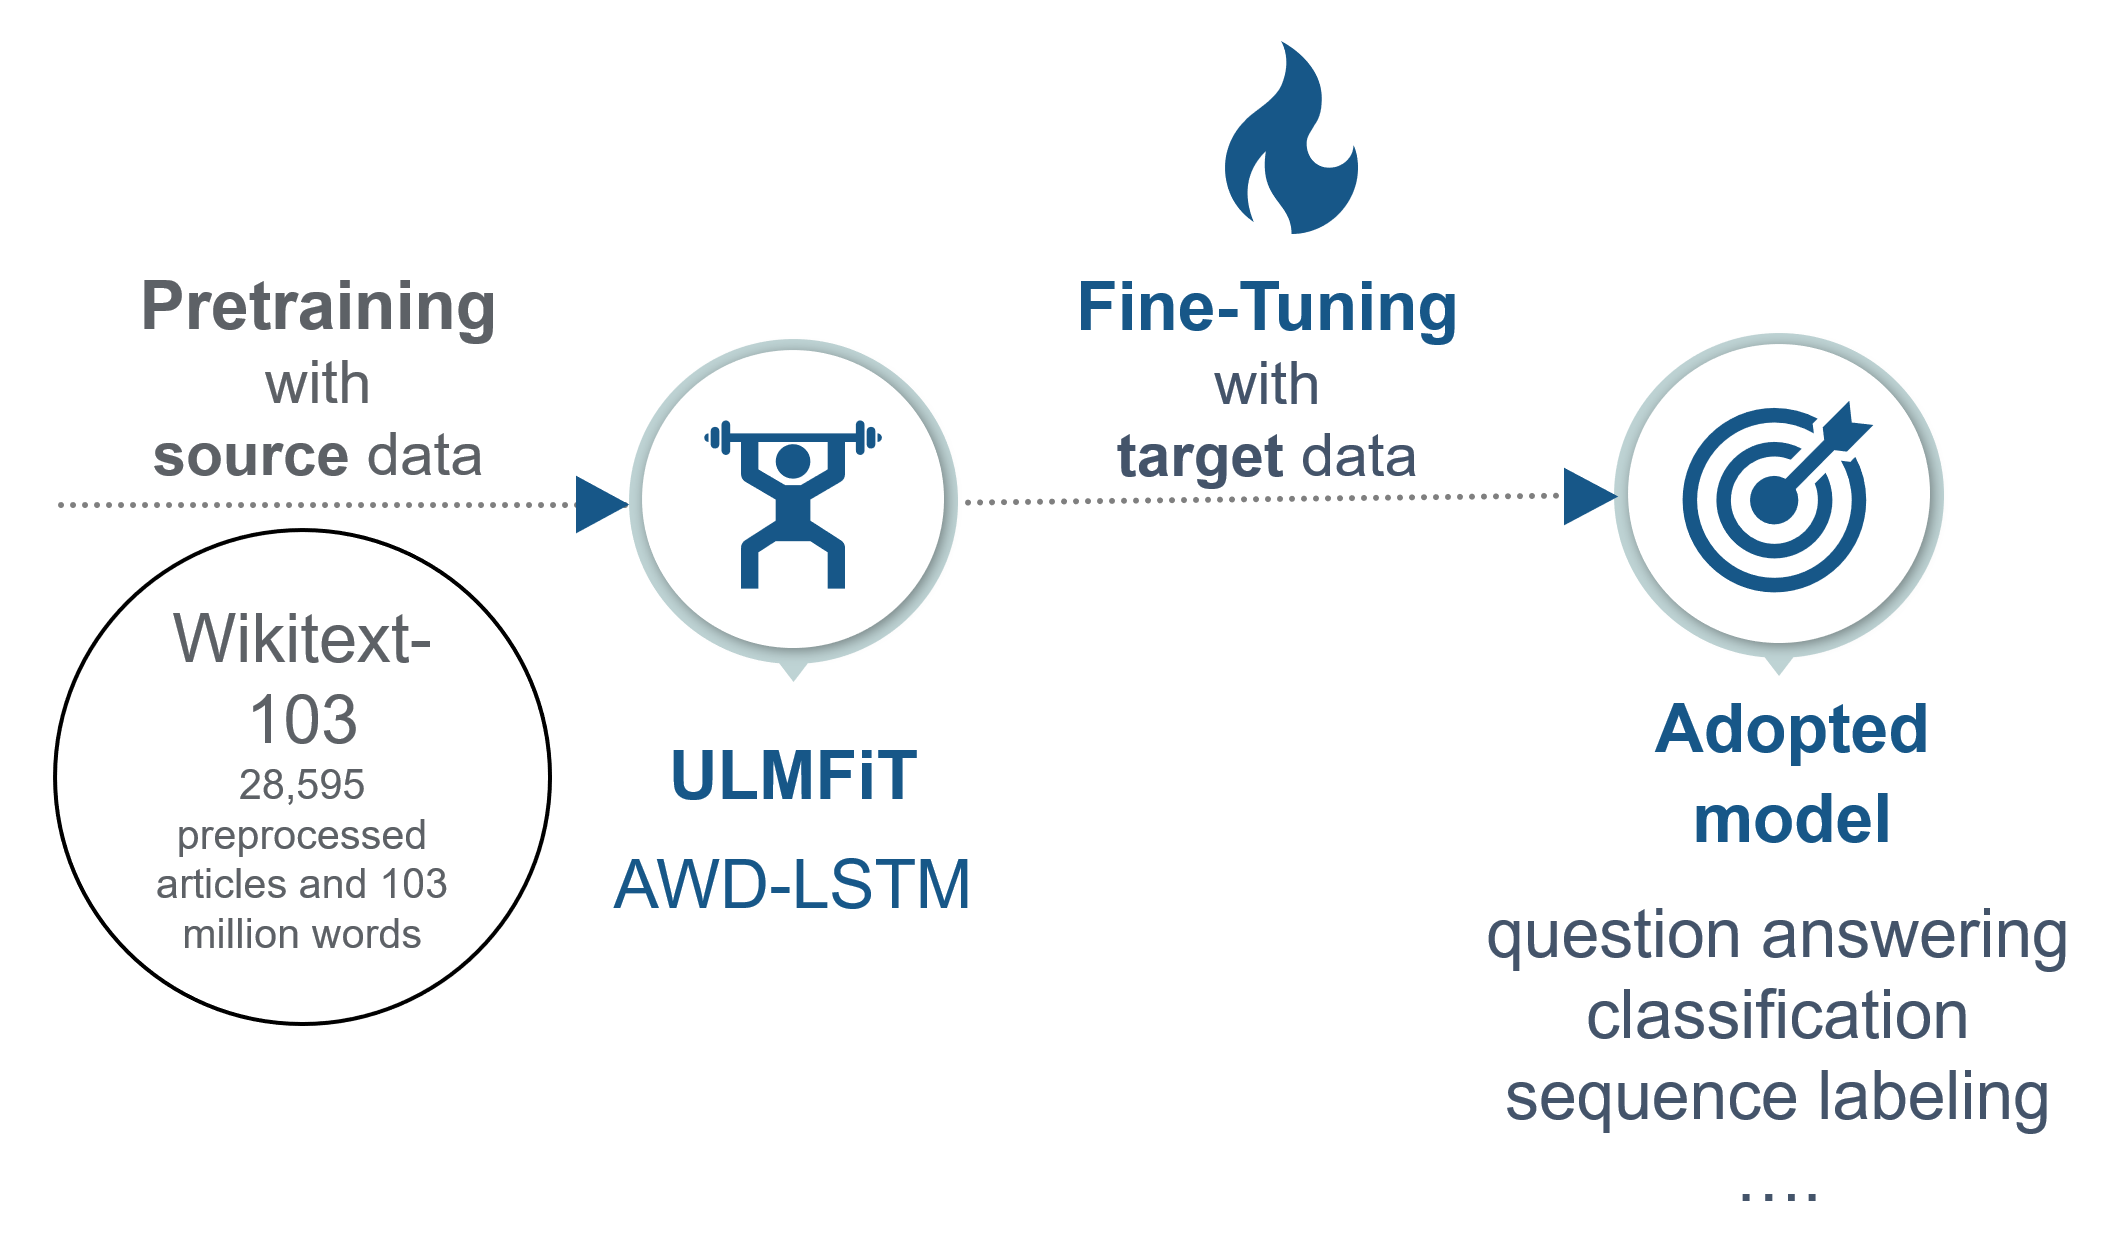 Pretraining
with
source data
Wikitext-
103
28,595
preprocessed
articles and 103
million words
ULMFiT
AWD-LSTM
Fine-Tuning
with
target data
Adopted
model
question answering
classification
sequence labeling
....